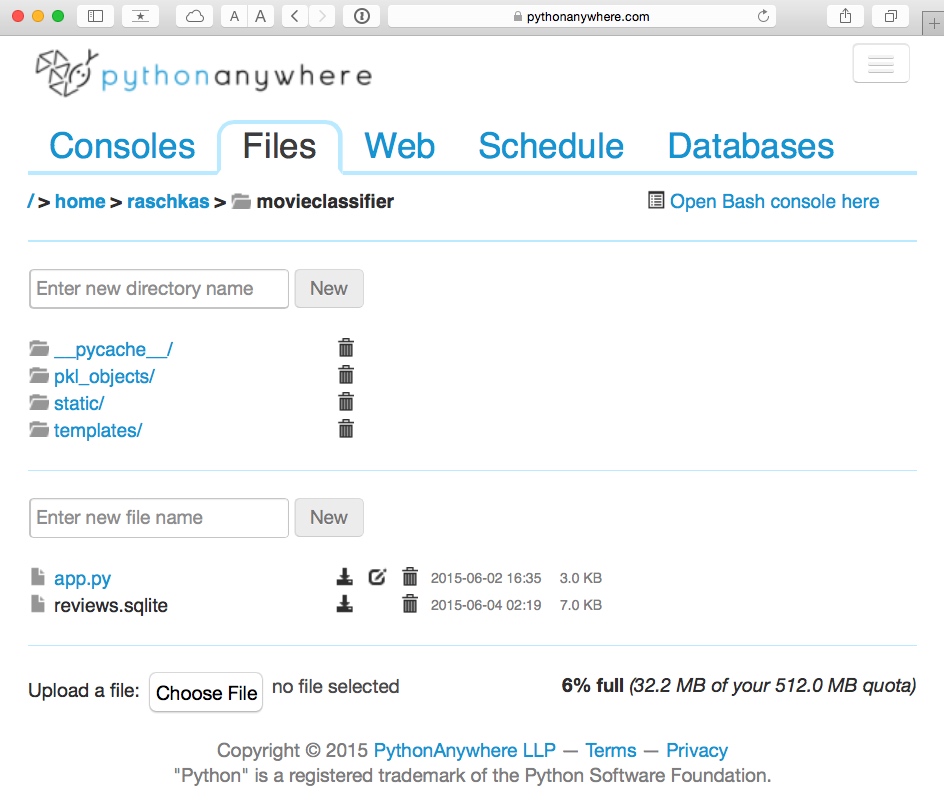 A A pythonanywhere.com
pythonanywhere
Consoles Files Web Schedule Databases
/ > home > raschkas > movieclassifier Open Bash console here
Enter new directory name New
__pycache__/
pkl_objects/
static/
templates/
Enter new file name New
app.py 2015-06-02 16:35 3.0 KB
reviews.sqlite 2015-06-04 02:19 7.0 KB
Upload a file: Choose File no file selected 6% full (32.2 MB of your 512.0 MB quota)
Copyright © 2015 PythonAnywhere LLP — Terms — Privacy
"Python" is a registered trademark of the Python Software Foundation.